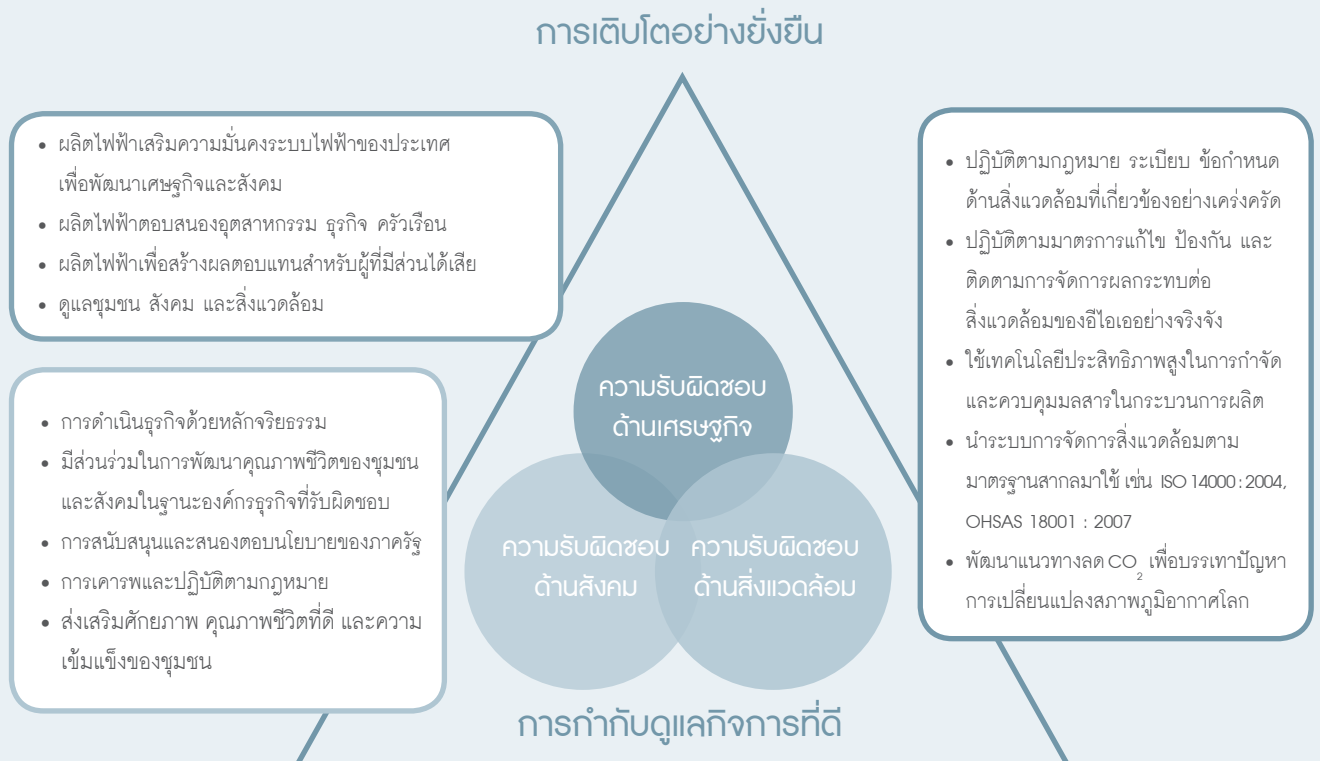 การเติบโตอย่างยั่งยืน
• ผลิตไฟฟ้าเสริมความมั่นคงระบบไฟฟ้าของประเทศ
เพื่อพัฒนาเศรษฐกิจและสังคม
• ผลิตไฟฟ้าตอบสนองอุตสาหกรรม ธุรกิจ ครัวเรือน
• ผลิตไฟฟ้าเพื่อสร้างผลตอบแทนสำหรับผู้ที่มีส่วนได้เสีย
• ดูแลชุมชน สังคม และสิ่งแวดล้อม
• การดำเนินธุรกิจด้วยหลักจริยธรรม
• มีส่วนร่วมในการพัฒนาคุณภาพชีวิตของชุมชน
และสังคมในฐานะองค์กรธุรกิจที่รับผิดชอบ
• การสนับสนุนและสนองตอบนโยบายของภาครัฐ
• การเคารพและปฏิบัติตามกฎหมาย
• ส่งเสริมศักยภาพ คุณภาพชีวิตที่ดี และความ
เข้มแข็งของชุมชน
ความรับผิดชอบ
ด้านเศรษฐกิจ
ความรับผิดชอบ
ด้านสังคม
ความรับผิดชอบ
ด้านสิ่งแวดล้อม
• ปฏิบัติตามกฎหมาย ระเบียบ ข้อกำหนด
ด้านสิ่งแวดล้อมที่เกี่ยวข้องอย่างเคร่งครัด
• ปฏิบัติตามมาตรการแก้ไข ป้องกัน และ
ติดตามการจัดการผลกระทบต่อ
สิ่งแวดล้อมของอีไอเออย่างจริงจัง
• ใช้เทคโนโลยีประสิทธิภาพสูงในการกำจัด
และควบคุมมลสารในกระบวนการผลิต
• นำระบบการจัดการสิ่งแวดล้อมตาม
มาตรฐานสากลมาใช้ เช่น ISO 14000 : 2004,
OHSAS 18001 : 2007
• พัฒนาแนวทางลด CO₂ เพื่อบรรเทาปัญหา
การเปลี่ยนแปลงสภาพภูมิอากาศโลก
การกำกับดูแลกิจการที่ดี